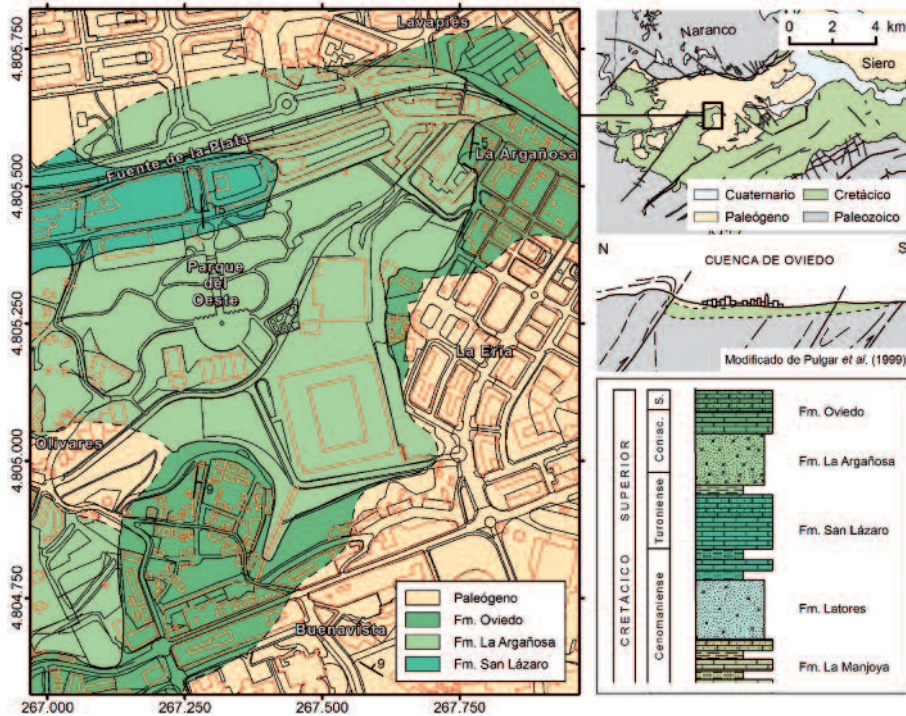 Lavapiés
Fuente de la Plata
La Argañosa
5
Parque
del
Oeste
La Ería
Olivares
9
Buenavista
9
4.805.750
4.805.500
4.805.250
4.805.000
4.804.750
267.000
267.250
267.500
267.750
Paleógeno
Fm. Oviedo
Fm. La Argañosa
Fm. San Lázaro
Naranco
0 2 4 km
Siero
Cuaternario
Cretácico
Paleógeno
Paleozoico
N
S
CUENCA DE OVIEDO
Modificado de Pulgar et al. (1999)
CRETÁCICO SUPERIOR
S.
Coniac.
Turoniense
Cenomaniense
Fm. Oviedo
Fm. La Argañosa
Fm. San Lázaro
Fm. Latores
Fm. La Manjoya